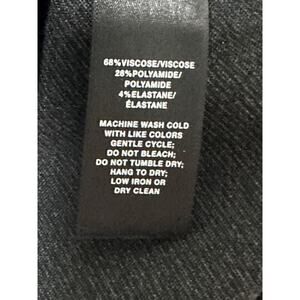 68%VISCOSE/VISCOSE
28%POLYAMIDE/
POLYAMIDE
4%ELASTANE/
ÉLASTANE
MACHINE WASH COLD
WITH LIKE COLORS
GENTLE CYCLE;
DO NOT BLEACH;
DO NOT TUMBLE DRY;
HANG TO DRY;
LOW IRON OR
DRY CLEAN